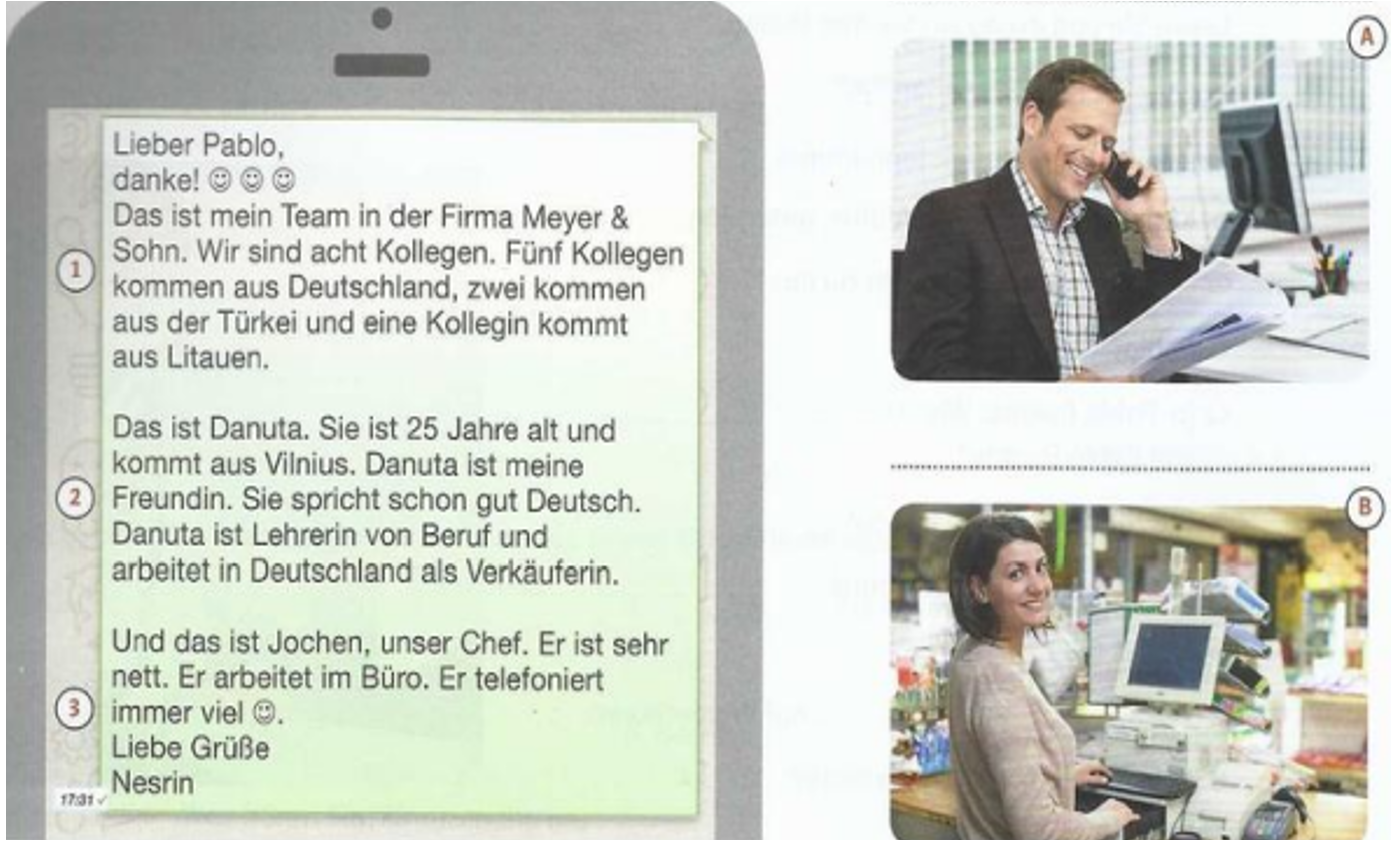 Lieber Pablo,
danke! ☺ ☺ ☺
Das ist mein Team in der Firma Meyer &
Sohn. Wir sind acht Kollegen. Fünf Kollegen
kommen aus Deutschland, zwei kommen
aus der Türkei und eine Kollegin kommt
aus Litauen.
1
Das ist Danuta. Sie ist 25 Jahre alt und
kommt aus Vilnius. Danuta ist meine
Freundin. Sie spricht schon gut Deutsch.
Danuta ist Lehrerin von Beruf und
arbeitet in Deutschland als Verkäuferin.
2
Und das ist Jochen, unser Chef. Er ist sehr
nett. Er arbeitet im Büro. Er telefoniert
immer viel ☺.
Liebe Grüße
Nesrin
3
17:31 ✓
A
B